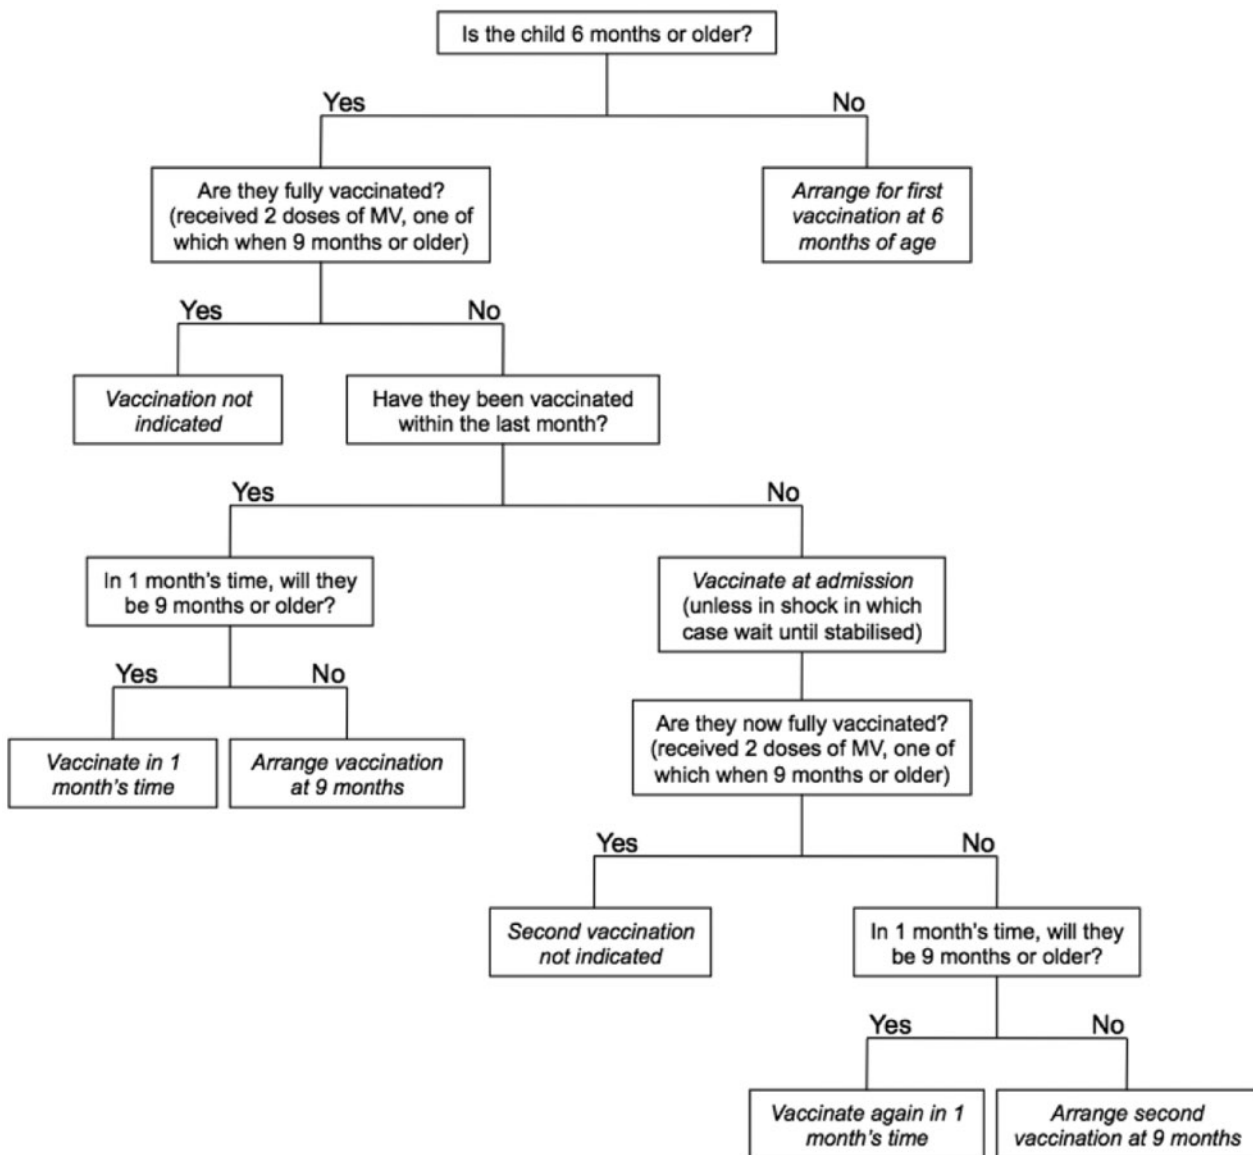 Is the child 6 months or older?
Yes
No
Are they fully vaccinated?
(received 2 doses of MV, one of
which when 9 months or older)
Arrange for first
vaccination at 6
months of age
Yes
No
Vaccination not
indicated
Have they been vaccinated
within the last month?
Yes
No
In 1 month's time, will they
be 9 months or older?
Vaccinate at admission
(unless in shock in which
case wait until stabilised)
Yes
No
Vaccinate in 1
month's time
Arrange vaccination
at 9 months
Are they now fully vaccinated?
(received 2 doses of MV, one of
which when 9 months or older)
Yes
No
Second vaccination
not indicated
In 1 month's time, will they
be 9 months or older?
Yes
No
Vaccinate again in 1
month's time
Arrange second
vaccination at 9 months